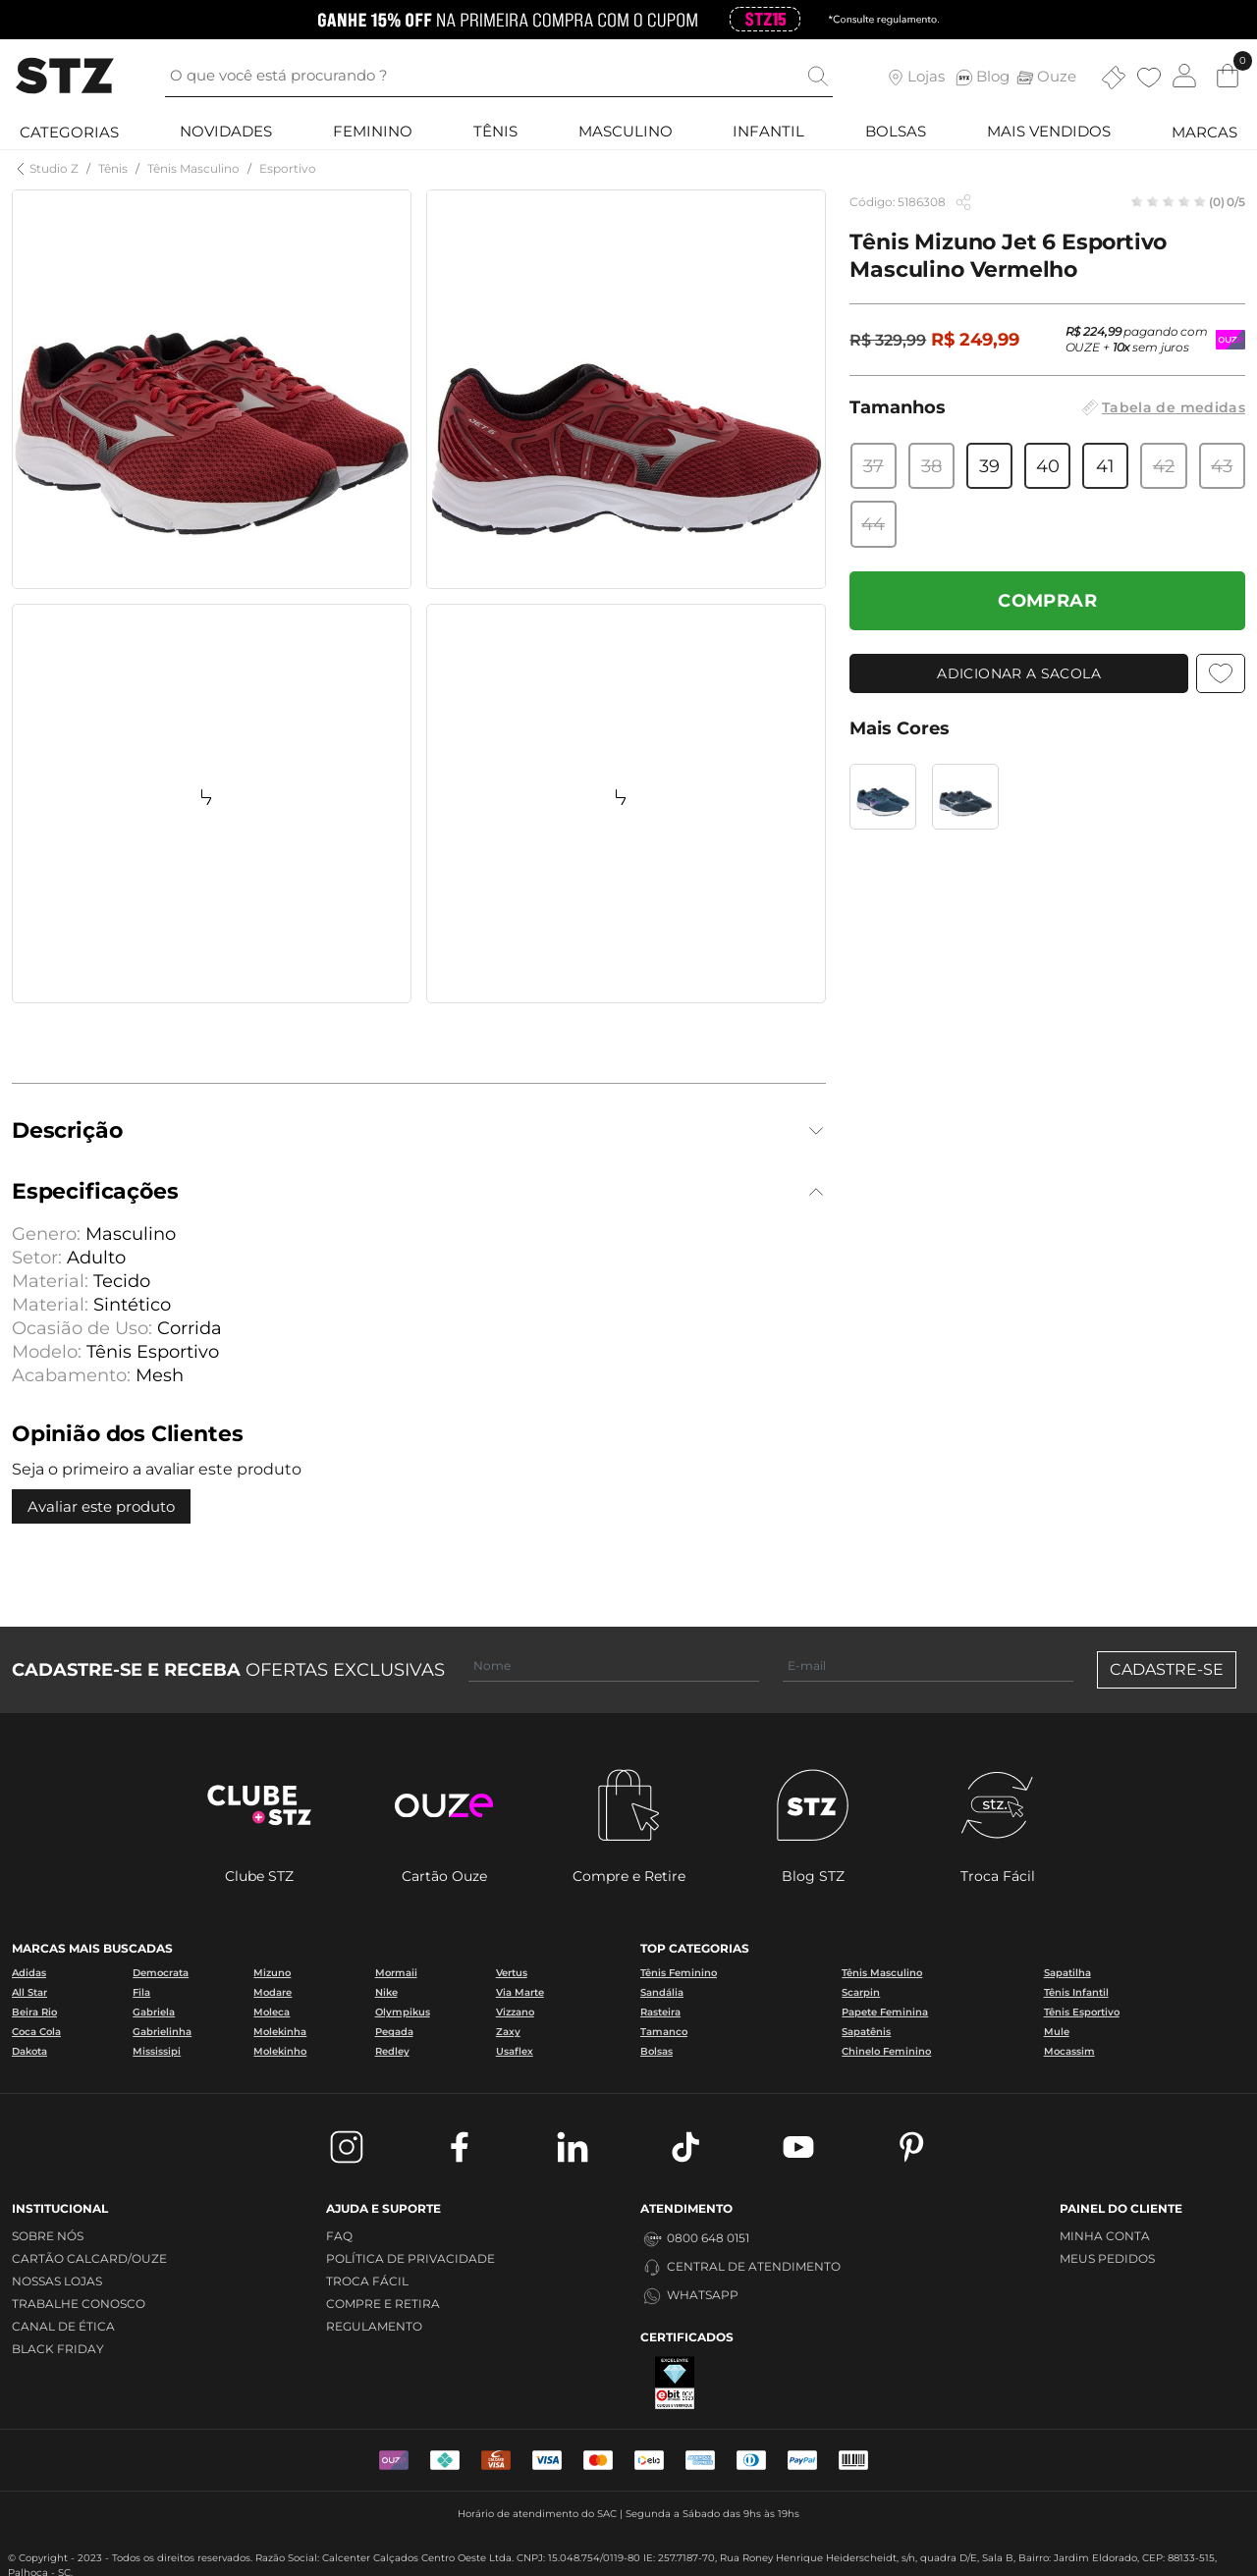 GANHE 15% OFF NA PRIMEIRA COMPRA COM O CUPOM STZ15 *Consulte regulamento.
STZ
O que você está procurando ?
Lojas
Blog
Ouze
0
CATEGORIAS NOVIDADES FEMININO TÊNIS MASCULINO INFANTIL BOLSAS MAIS VENDIDOS MARCAS
Studio Z / Tênis / Tênis Masculino / Esportivo
Código: 5186308
(0) 0/5
Tênis Mizuno Jet 6 Esportivo
Masculino Vermelho
R$ 329,99 R$ 249,99
R$ 224,99 pagando com
OUZE + 10x sem juros
OUZE
Tamanhos
Tabela de medidas
37 38 39 40 41 42 43
44
COMPRAR
ADICIONAR A SACOLA
Mais Cores
JET 6
Descrição
Especificações
Genero: Masculino
Setor: Adulto
Material: Tecido
Material: Sintético
Ocasião de Uso: Corrida
Modelo: Tênis Esportivo
Acabamento: Mesh
Opinião dos Clientes
Seja o primeiro a avaliar este produto
Avaliar este produto
CADASTRE-SE E RECEBA OFERTAS EXCLUSIVAS
Nome
E-mail
CADASTRE-SE
CLUBE
+STZ
ouze
STZ
stz.
Clube STZ
Cartão Ouze
Compre e Retire
Blog STZ
Troca Fácil
MARCAS MAIS BUSCADAS
Adidas Democrata Mizuno Mormaii Vertus
All Star Fila Modare Nike Via Marte
Beira Rio Gabriela Moleca Olympikus Vizzano
Coca Cola Gabrielinha Molekinha Pegada Zaxy
Dakota Mississipi Molekinho Redley Usaflex
TOP CATEGORIAS
Tênis Feminino Tênis Masculino Sapatilha
Sandália Scarpin Tênis Infantil
Rasteira Papete Feminina Tênis Esportivo
Tamanco Sapatênis Mule
Bolsas Chinelo Feminino Mocassim
INSTITUCIONAL
SOBRE NÓS
CARTÃO CALCARD/OUZE
NOSSAS LOJAS
TRABALHE CONOSCO
CANAL DE ÉTICA
BLACK FRIDAY
AJUDA E SUPORTE
FAQ
POLÍTICA DE PRIVACIDADE
TROCA FÁCIL
COMPRE E RETIRA
REGULAMENTO
ATENDIMENTO
0800 648 0151
CENTRAL DE ATENDIMENTO
WHATSAPP
CERTIFICADOS
EXCELENTE
ebit
PAINEL DO CLIENTE
MINHA CONTA
MEUS PEDIDOS
VISA
elo
PayPal
Horário de atendimento do SAC | Segunda a Sábado das 9hs às 19hs
© Copyright - 2023 - Todos os direitos reservados. Razão Social: Calcenter Calçados Centro Oeste Ltda. CNPJ: 15.048.754/0119-80 IE: 257.7187-70, Rua Roney Henrique Heiderscheidt, s/n, quadra D/E, Sala B, Bairro: Jardim Eldorado, CEP: 88133-515,
Palhoça - SC.